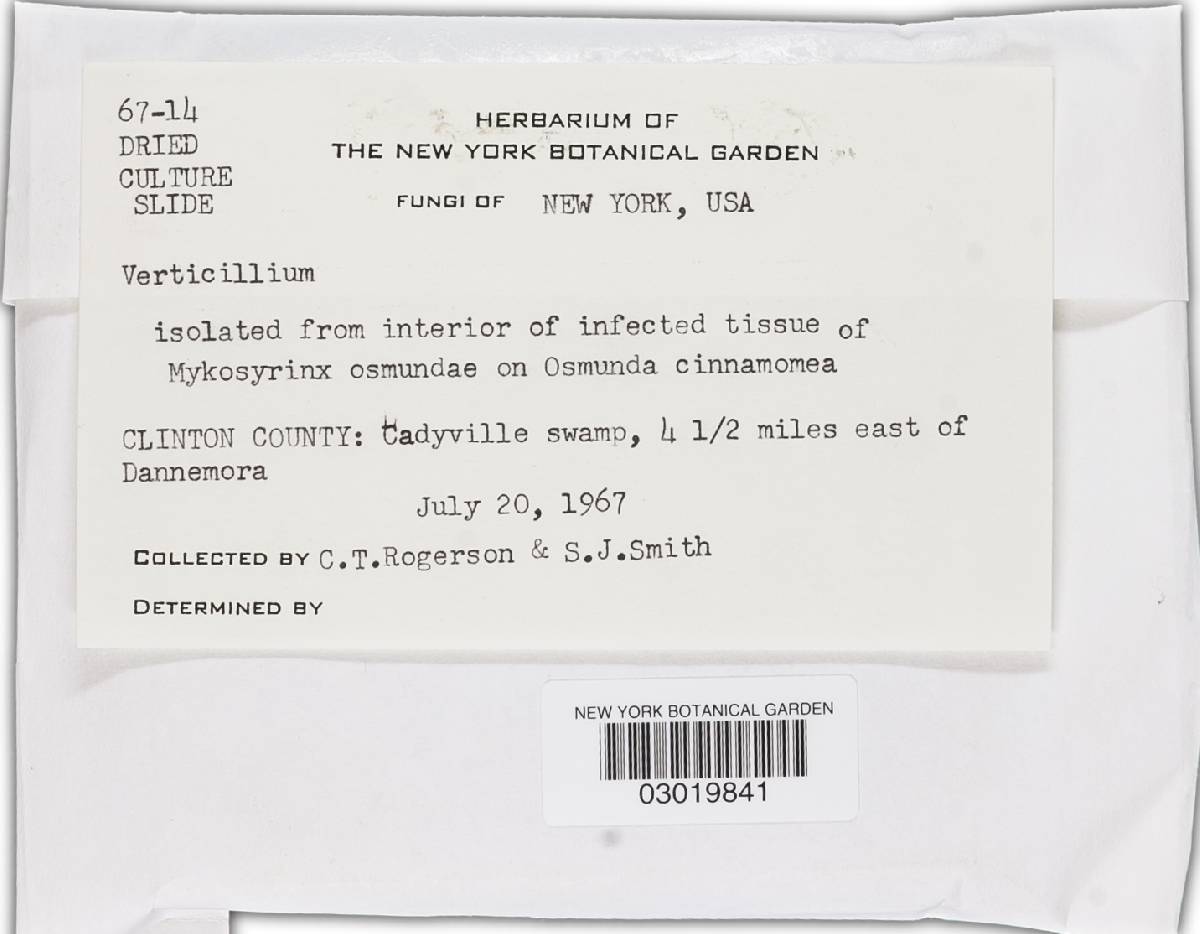 67-14
DRIED
CULTURE
SLIDE
HERBARIUM OF
THE NEW YORK BOTANICAL GARDEN
FUNGI OF NEW YORK, USA
Verticillium
isolated from interior of infected tissue of
Mykosyrinx osmundae on Osmunda cinnamomea
CLINTON COUNTY: Cadyville swamp, 4 1/2 miles east of
Dannemora
July 20, 1967
COLLECTED BY C.T.Rogerson & S.J.Smith
DETERMINED BY
NEW YORK BOTANICAL GARDEN
03019841